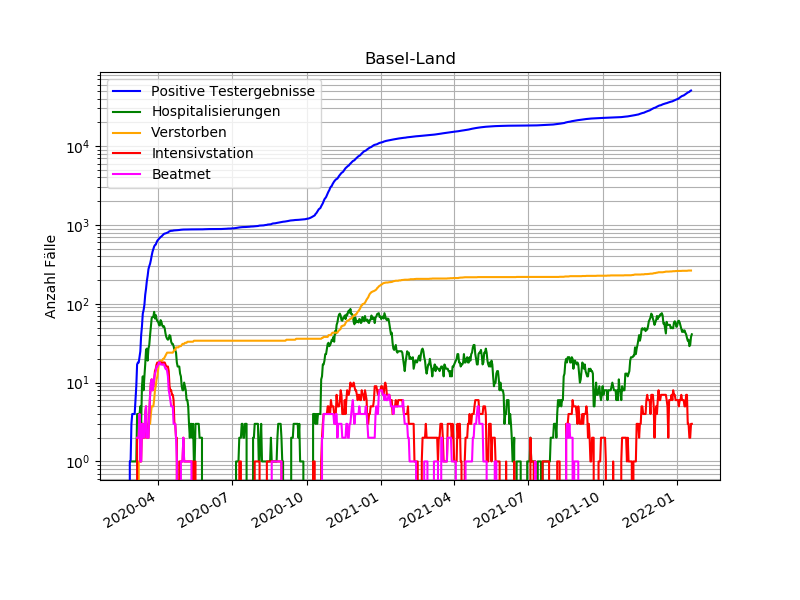 Basel-Land
Positive Testergebnisse
Hospitalisierungen
Verstorben
Intensivstation
Beatmet
Anzahl Fälle
10^4
10^3
10^2
10^1
10^0
2020-04
2020-07
2020-10
2021-01
2021-04
2021-07
2021-10
2022-01